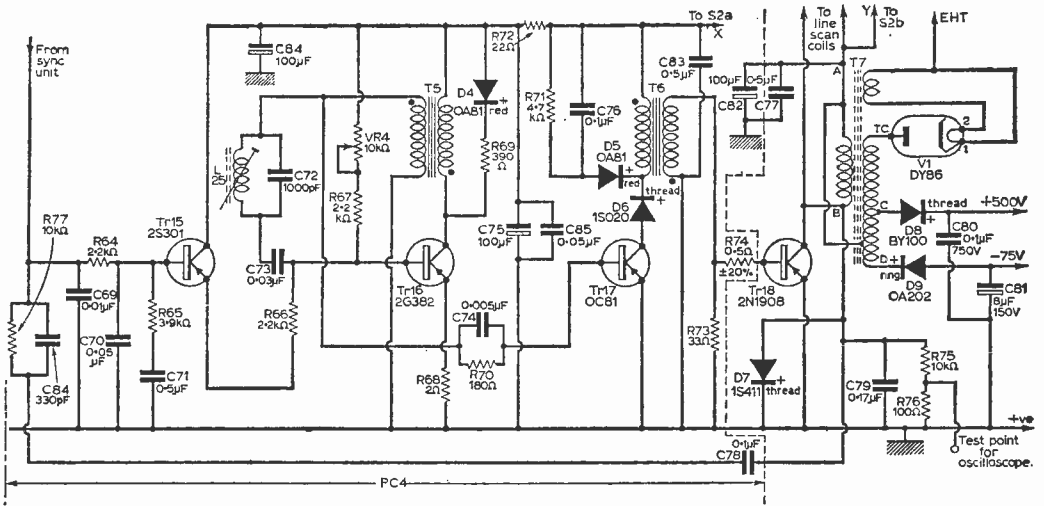 From
sync
unit
R77
10kΩ
R64
2·2kΩ
C69
0·01µF
C70
0·05
µF
C84
330pF
Tr15
2S301
R65
3·9kΩ
C71
0·5µF
C84
100µF
L
25
C72
1000pF
C73
0·03µF
R66
2·2kΩ
VR4
10kΩ
R67
2·2
kΩ
Tr16
2G382
T5
D4
OA81
+
red
R69
390
Ω
R68
2Ω
0·005µF
C74
R70
180Ω
R72
22Ω
C75
100µF
C85
0·05µF
R71
4·7
kΩ
C76
0·1µF
D5
OA81
+
red
D6
1S020
thread
+
Tr17
OC81
T6
C83
0·5µF
To S2a
X
R73
33Ω
R74
0·5Ω
±20%
Tr18
2N1908
D7
1S411
+
thread
To
line
scan
coils
Y
To
S2b
A
B
100µF
C82
0·5µF
C77
T7
EHT
TC
2
1
V1
DY86
C
D8
BY100
thread
+
+500V
C80
0·1µF
750V
D
+
ring
D9
OA202
-75V
C81
8µF
150V
C79
0·17µF
R75
10kΩ
R76
100Ω
+ve
Test point
for
oscilloscope.
0·1µF
C78
PC4